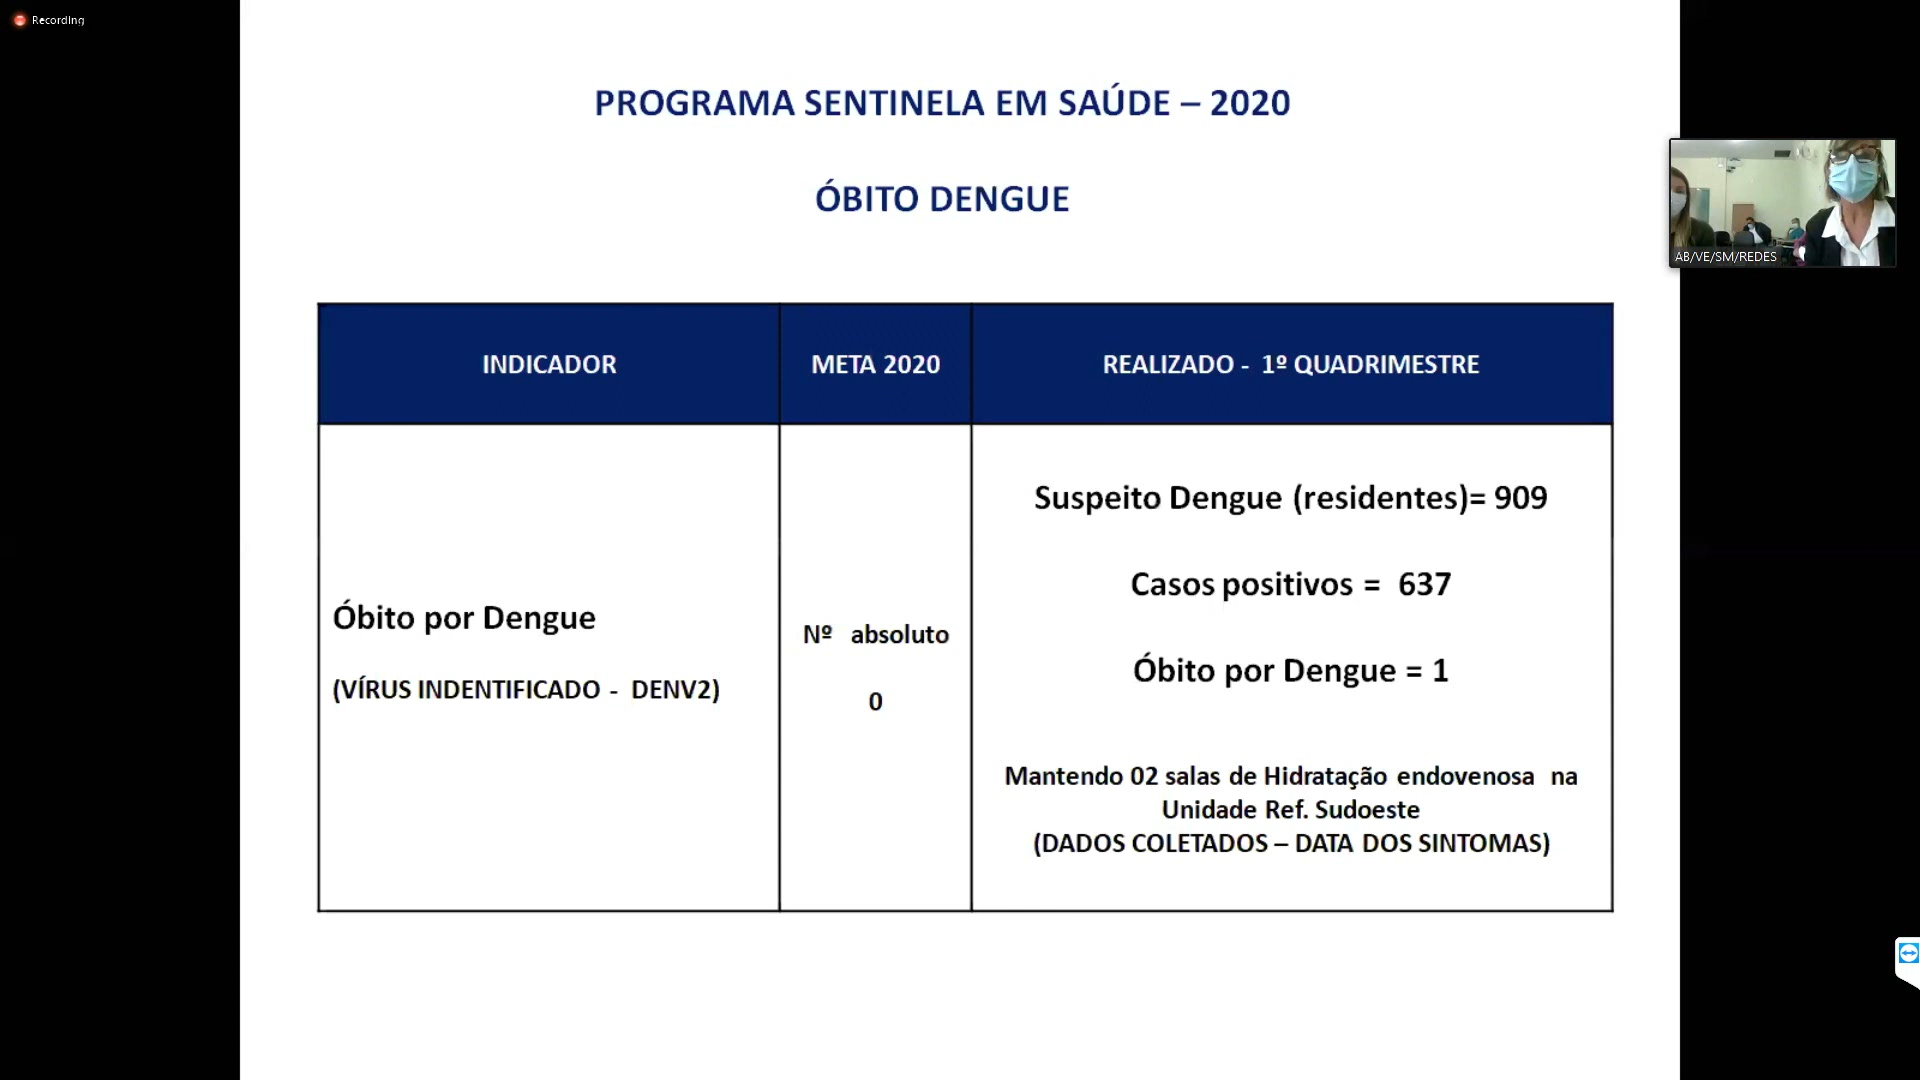 Recording
PROGRAMA SENTINELA EM SAÚDE – 2020
ÓBITO DENGUE
AB/VE/SM/REDES
INDICADOR
META 2020
REALIZADO - 1º QUADRIMESTRE
Óbito por Dengue
(VÍRUS INDENTIFICADO - DENV2)
Nº absoluto
0
Suspeito Dengue (residentes)= 909
Casos positivos = 637
Óbito por Dengue = 1
Mantendo 02 salas de Hidratação endovenosa na
Unidade Ref. Sudoeste
(DADOS COLETADOS – DATA DOS SINTOMAS)